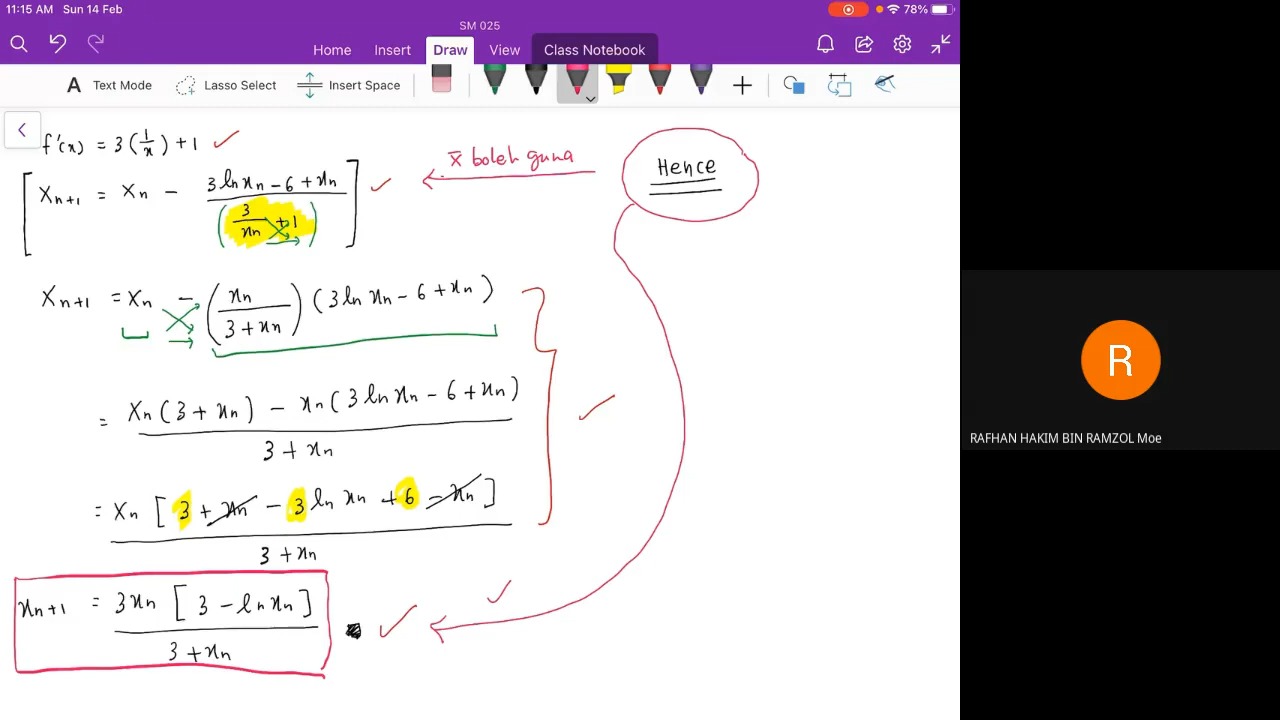 11:15 AM Sun 14 Feb
78%
SM 025
Home Insert Draw View Class Notebook
Text Mode Lasso Select Insert Space
f'(x) = 3(1/x) + 1 ✓
[ xn+1 = xn − (3 ln xn − 6 + xn) / (3/xn + 1) ] ✓
x̄ boleh guna
Hence
xn+1 = xn − (xn / (3 + xn)) (3 ln xn − 6 + xn)
= (xn(3 + xn) − xn(3 ln xn − 6 + xn)) / (3 + xn) ✓
= xn [3 + xn − 3 ln xn + 6 − xn] / (3 + xn)
xn+1 = 3xn [3 − ln xn] / (3 + xn) ✓ ✓
R
RAFHAN HAKIM BIN RAMZOL Moe